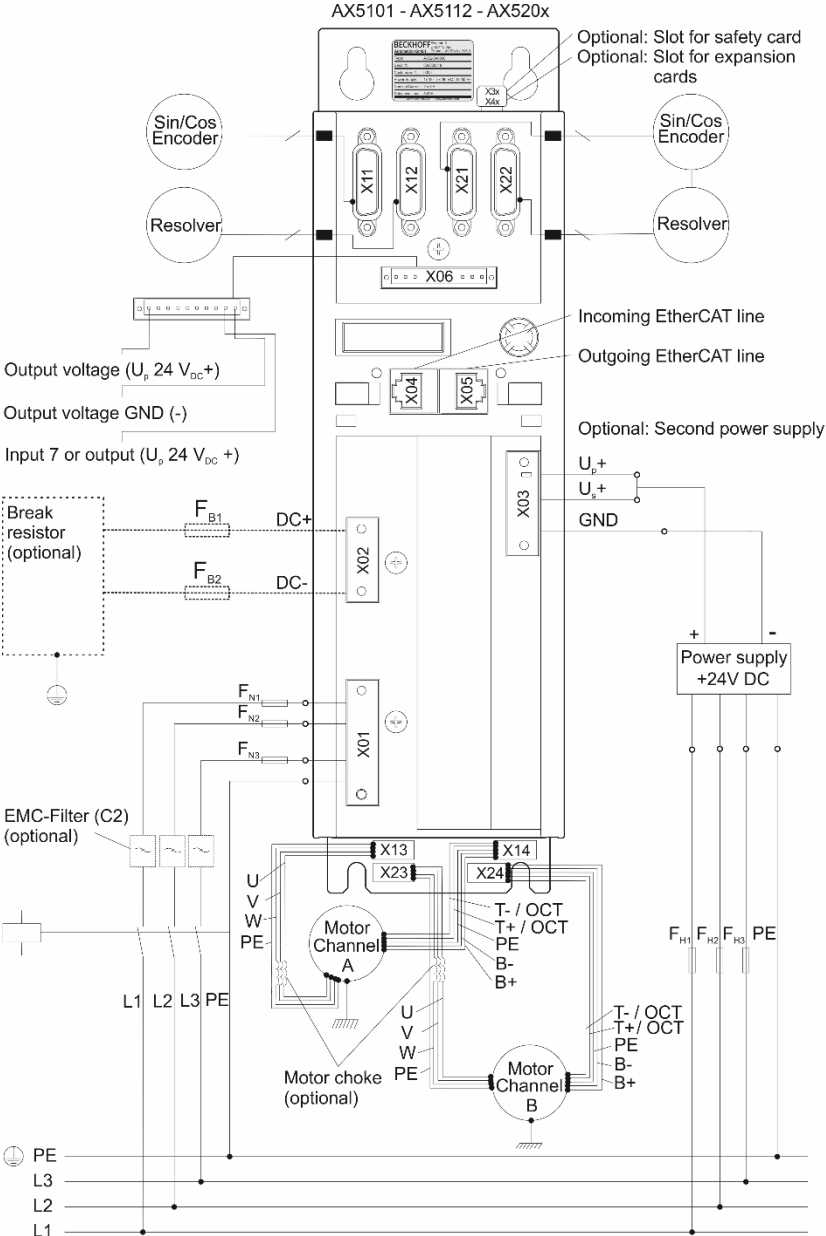 AX5101 - AX5112 - AX520x
Optional: Slot for safety card
Optional: Slot for expansion
cards
BECKHOFF
X3x
X4x
Sin/Cos
Encoder
Sin/Cos
Encoder
X11
X12
X21
X22
Resolver
Resolver
X06
Incoming EtherCAT line
Outgoing EtherCAT line
X04
X05
Output voltage (Up 24 VDC+)
Output voltage GND (-)
Input 7 or output (Up 24 VDC +)
Optional: Second power supply
Up+
Us+
GND
X03
Break
resistor
(optional)
FB1
DC+
FB2
DC-
X02
+
-
Power supply
+24V DC
FN1
FN2
FN3
X01
EMC-Filter (C2)
(optional)
X13
X14
X23
X24
U
V
W
PE
Motor
Channel
A
T- / OCT
T+ / OCT
PE
B-
B+
FH1
FH2
FH3
PE
L1
L2
L3
PE
U
V
W
PE
Motor choke
(optional)
Motor
Channel
B
T- / OCT
T+/ OCT
PE
B-
B+
PE
L3
L2
L1